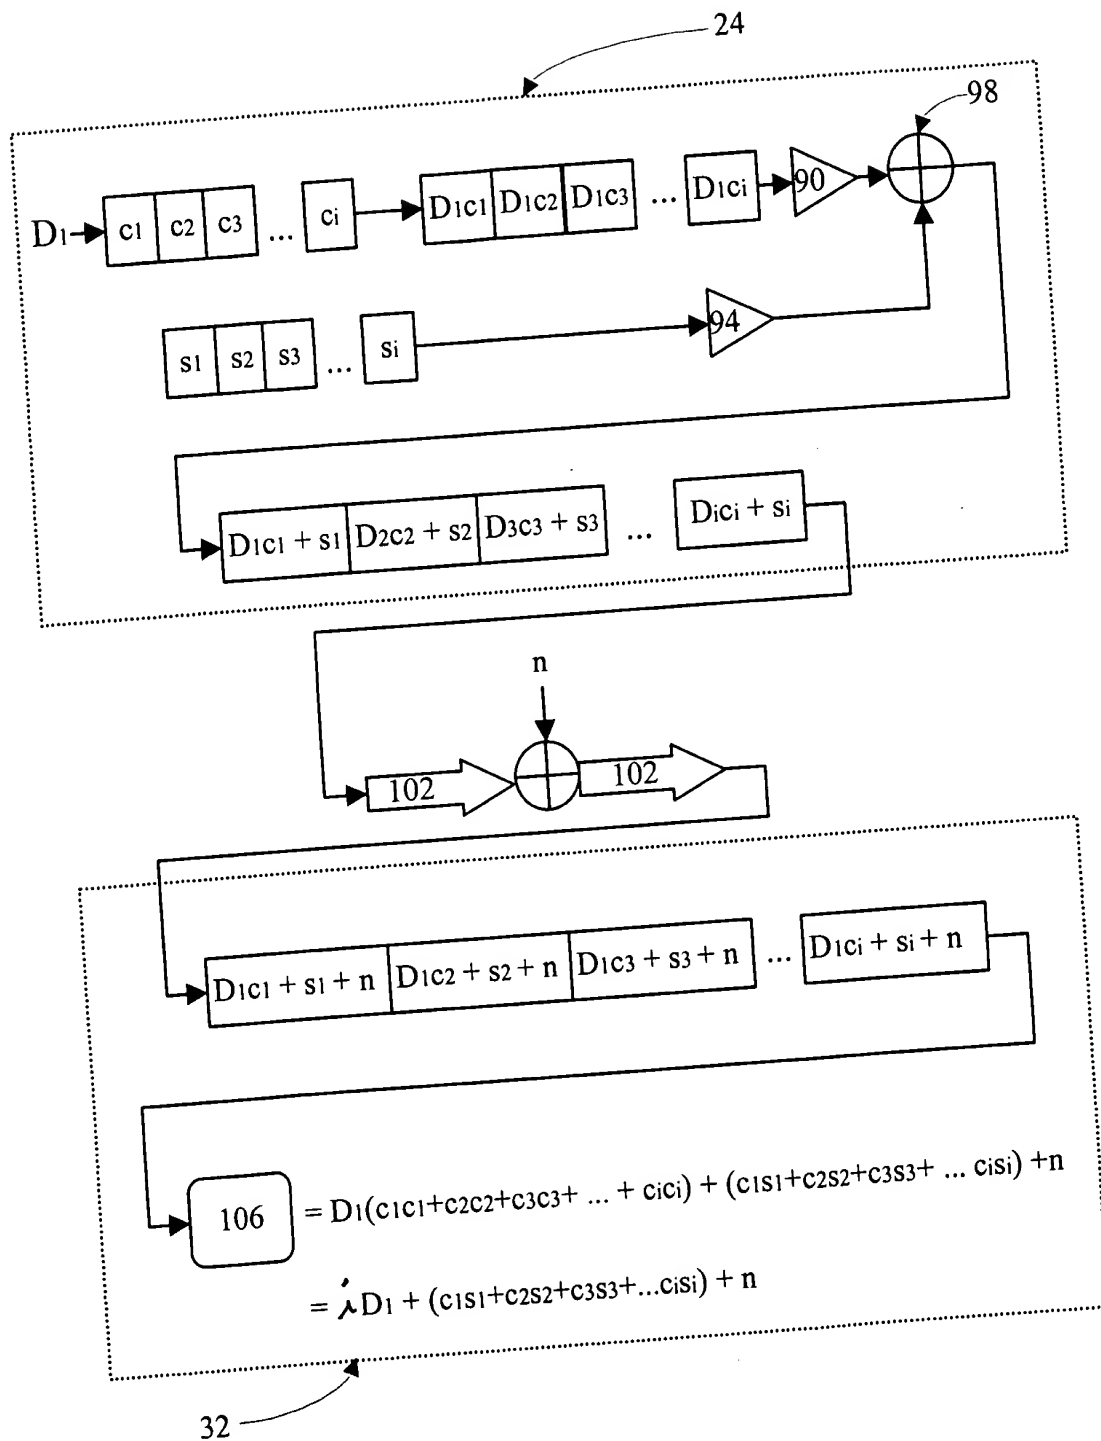 24
98
D1 c1 c2 c3 ... ci D1c1 D1c2 D1c3 ... D1ci 90
s1 s2 s3 ... si 94
D1c1 + s1 D2c2 + s2 D3c3 + s3 ... Dici + si
n
102 102
D1c1 + s1 + n D1c2 + s2 + n D1c3 + s3 + n ... D1ci + si + n
106 = D1(c1c1+c2c2+c3c3+ ... + cici) + (c1s1+c2s2+c3s3+ ... cisi) +n
= i D1 + (c1s1+c2s2+c3s3+...cisi) + n
32